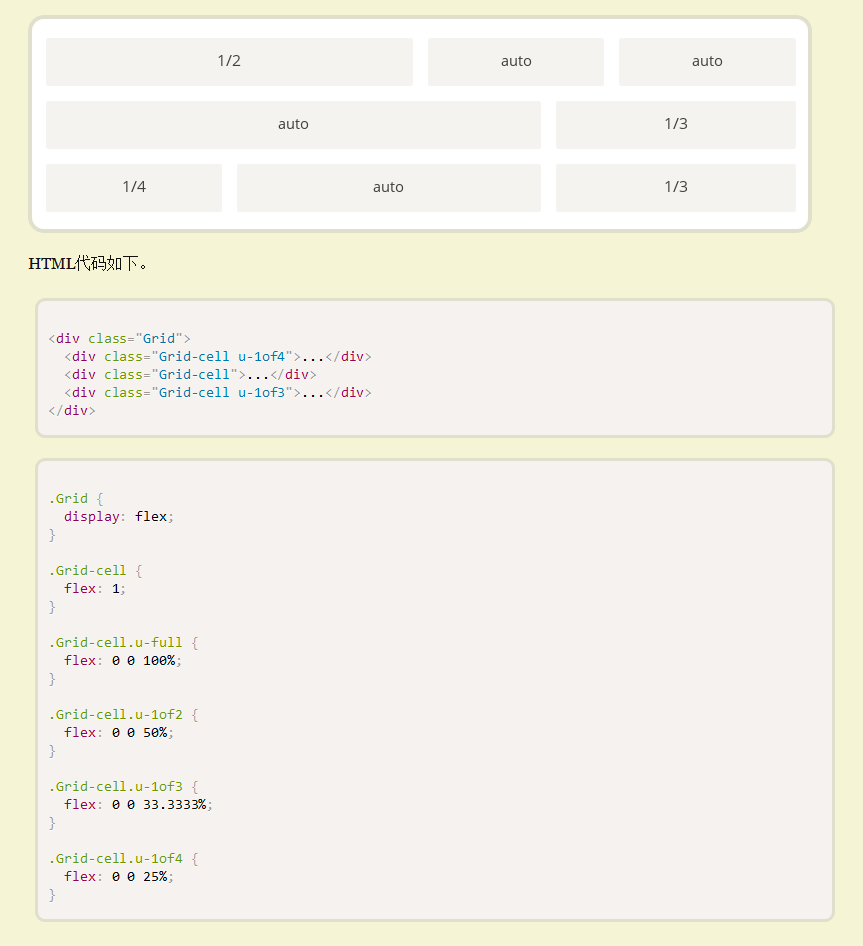 1/2 auto auto
auto 1/3
1/4 auto 1/3
HTML代码如下。
<div class="Grid">
  <div class="Grid-cell u-1of4">...</div>
  <div class="Grid-cell">...</div>
  <div class="Grid-cell u-1of3">...</div>
</div>
.Grid {
  display: flex;
}
.Grid-cell {
  flex: 1;
}
.Grid-cell.u-full {
  flex: 0 0 100%;
}
.Grid-cell.u-1of2 {
  flex: 0 0 50%;
}
.Grid-cell.u-1of3 {
  flex: 0 0 33.3333%;
}
.Grid-cell.u-1of4 {
  flex: 0 0 25%;
}